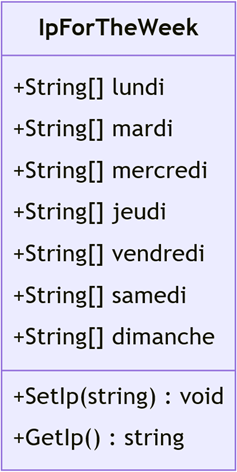 IpForTheWeek
+String[] lundi
+String[] mardi
+String[] mercredi
+String[] jeudi
+String[] vendredi
+String[] samedi
+String[] dimanche
+SetIp(string) : void
+GetIp() : string